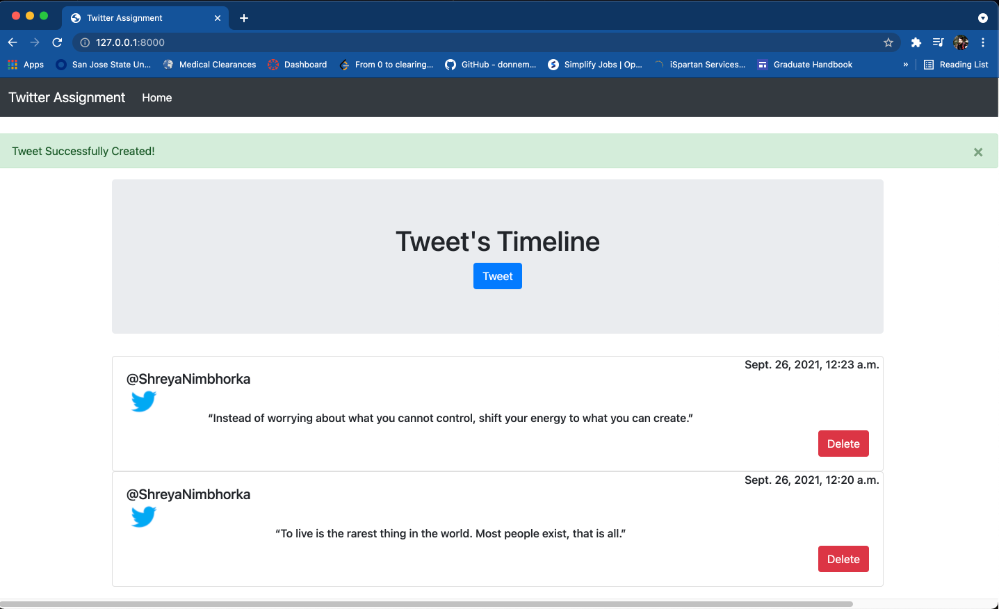 Twitter Assignment
127.0.0.1:8000
Apps San Jose State Un... Medical Clearances Dashboard From 0 to clearing... GitHub - donnem... Simplify Jobs | Op... iSpartan Services... Graduate Handbook » Reading List
Twitter Assignment Home
Tweet Successfully Created!
Tweet's Timeline
Tweet
Sept. 26, 2021, 12:23 a.m.
@ShreyaNimbhorka
“Instead of worrying about what you cannot control, shift your energy to what you can create.”
Delete
Sept. 26, 2021, 12:20 a.m.
@ShreyaNimbhorka
“To live is the rarest thing in the world. Most people exist, that is all.”
Delete